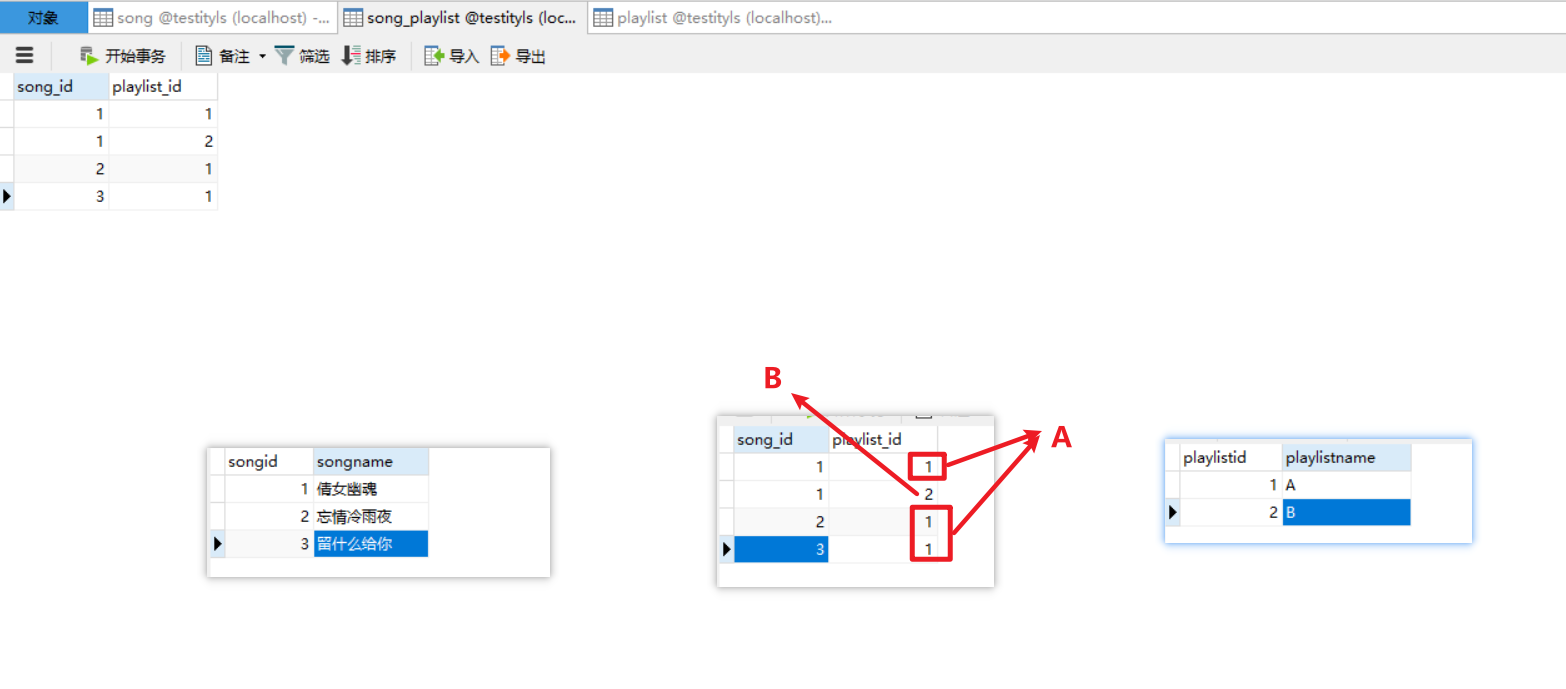 对象 song @testityls (localhost) -... song_playlist @testityls (loc... playlist @testityls (localhost)...
开始事务 备注 筛选 排序 导入 导出
song_id playlist_id
1 1
1 2
2 1
3 1
B
A
songid songname
1 倩女幽魂
2 忘情冷雨夜
3 留什么给你
song_id playlist_id
1 1
1 2
2 1
3 1
playlistid playlistname
1 A
2 B